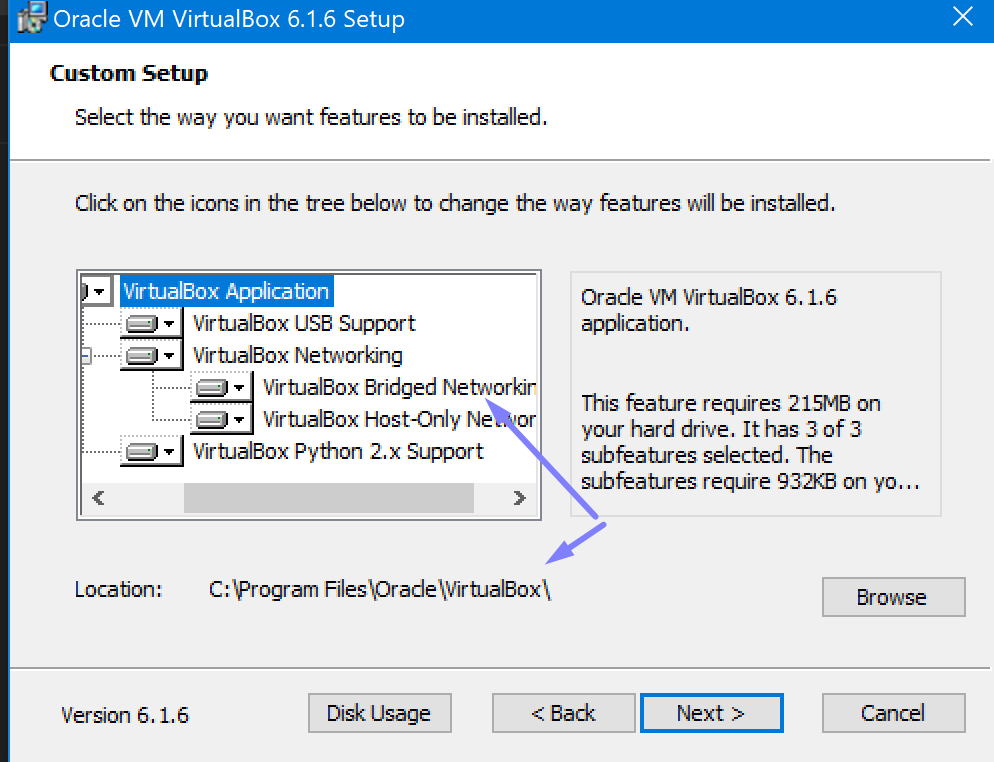 Oracle VM VirtualBox 6.1.6 Setup
Custom Setup
Select the way you want features to be installed.
Click on the icons in the tree below to change the way features will be installed.
VirtualBox Application
VirtualBox USB Support
VirtualBox Networking
VirtualBox Bridged Networkin
VirtualBox Host-Only Networ
VirtualBox Python 2.x Support
Oracle VM VirtualBox 6.1.6
application.
This feature requires 215MB on
your hard drive. It has 3 of 3
subfeatures selected. The
subfeatures require 932KB on yo...
Location:
C:\Program Files\Oracle\VirtualBox\
Browse
Version 6.1.6
Disk Usage
< Back
Next >
Cancel